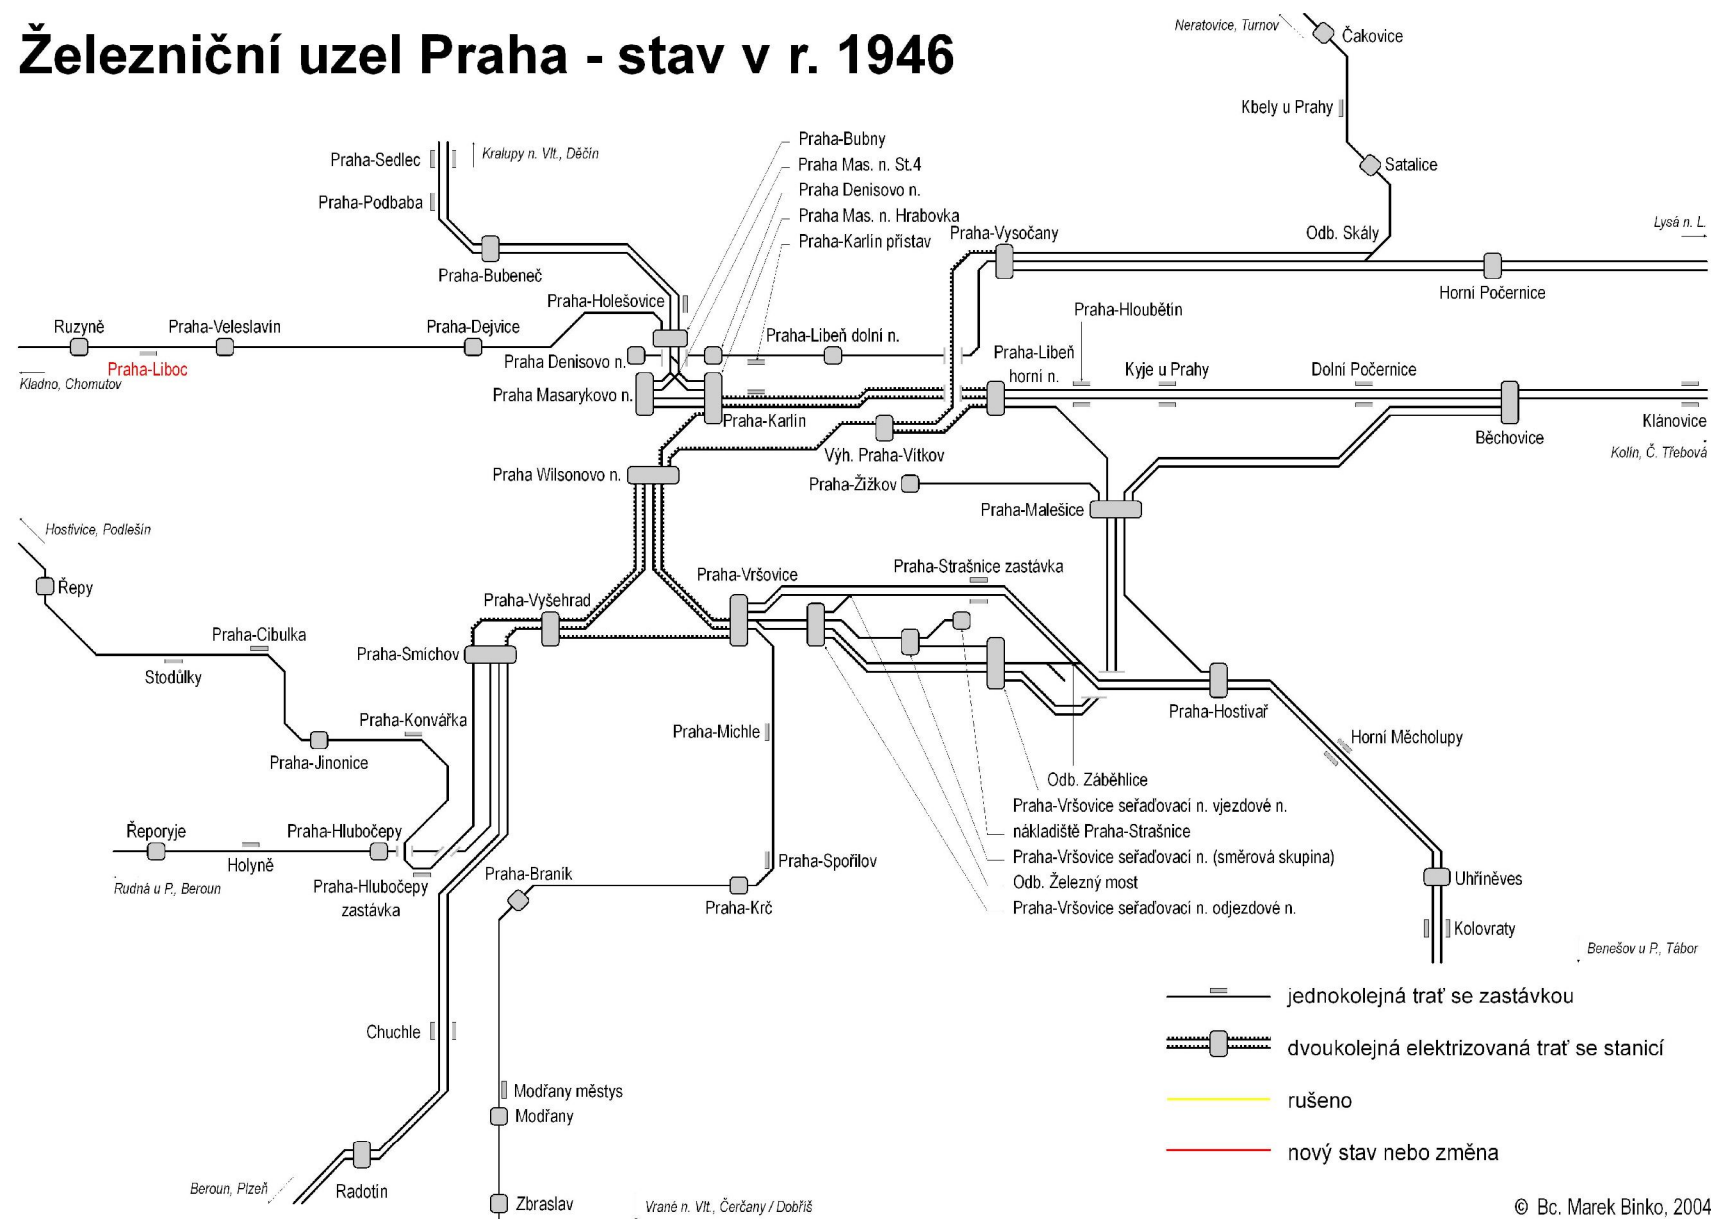 Železniční uzel Praha - stav v r. 1946
Neratovice, Turnov
Čakovice
Kbely u Prahy
Satalice
Praha-Sedlec
Kralupy n. Vlt., Děčín
Praha-Podbaba
Praha-Bubny
Praha Mas. n. St.4
Praha Denisovo n.
Praha Mas. n. Hrabovka
Praha-Karlín přístav
Praha-Vysočany
Odb. Skály
Lysá n. L.
Praha-Bubeneč
Praha-Holešovice
Horní Počernice
Praha-Hloubětín
Ruzyně
Praha-Veleslavín
Praha-Dejvice
Praha-Libeň dolní n.
Praha-Liboc
Praha Denisovo n.
Praha-Libeň
horní n.
Kyje u Prahy
Dolní Počernice
Kladno, Chomutov
Praha Masarykovo n.
Praha-Karlín
Klánovice
Běchovice
Kolín, Č. Třebová
Výh. Praha-Vítkov
Praha Wilsonovo n.
Praha-Žižkov
Praha-Malešice
Hostivice, Podlešín
Řepy
Praha-Strašnice zastávka
Praha-Vršovice
Praha-Vyšehrad
Praha-Cibulka
Praha-Smíchov
Stodůlky
Praha-Konvářka
Praha-Hostivař
Praha-Michle
Horní Měcholupy
Praha-Jinonice
Odb. Záběhlice
Praha-Vršovice seřaďovací n. vjezdové n.
Řeporyje
Praha-Hlubočepy
nákladiště Praha-Strašnice
Holyně
Praha-Spořilov
Praha-Vršovice seřaďovací n. (směrová skupina)
Praha-Braník
Odb. Železný most
Uhříněves
Rudná u P., Beroun
Praha-Hlubočepy
zastávka
Praha-Krč
Praha-Vršovice seřaďovací n. odjezdové n.
Kolovraty
Benešov u P., Tábor
jednokolejná trať se zastávkou
Chuchle
dvoukolejná elektrizovaná trať se stanicí
Modřany městys
rušeno
Modřany
nový stav nebo změna
Beroun, Plzeň
Radotín
Zbraslav
Vrané n. Vlt., Čerčany / Dobříš
© Bc. Marek Binko, 2004